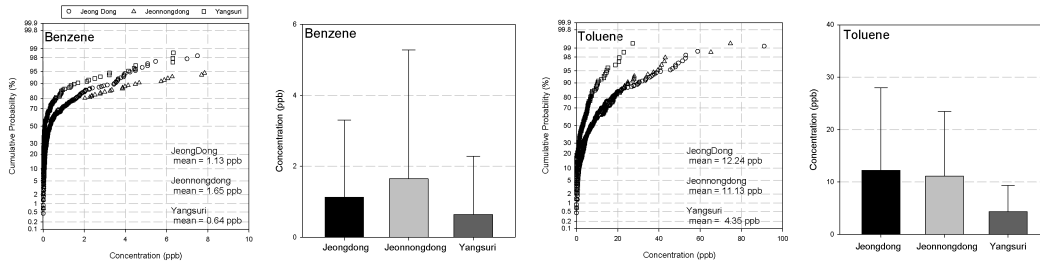 Jeong Dong Jeonnongdong Yangsuri
99.9
99.8
99
98
95
90
80
70
50
30
20
10
5
2
1
0.5
0.2
0.1
Cumulative Probability (%)
Benzene
JeongDong
mean = 1.13 ppb
Jeonnongdong
mean = 1.65 ppb
Yangsuri
mean = 0.64 ppb
0 2 4 6 8 10
Concentration (ppb)
6
4
2
0
Concentration (ppb)
Benzene
Jeongdong Jeonnongdong Yangsuri
99.9
99.8
99
98
95
90
80
70
50
30
20
10
5
2
1
0.5
0.2
0.1
Cumulative Probability (%)
Toluene
JeongDong
mean = 12.24 ppb
Jeonnongdong
mean = 11.13 ppb
Yangsuri
mean = 4.35 ppb
0 20 40 60 80 100
Concentration (ppb)
40
30
20
10
0
Concentration (ppb)
Toluene
Jeongdong Jeonnongdong Yangsuri